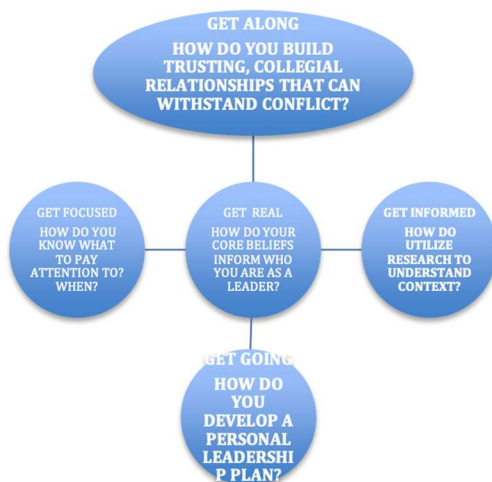 GET ALONG
HOW DO YOU BUILD
TRUSTING, COLLEGIAL
RELATIONSHIPS THAT CAN
WITHSTAND CONFLICT?
GET FOCUSED
HOW DO YOU
KNOW WHAT
TO PAY
ATTENTION TO?
WHEN?
GET REAL
HOW DO YOUR
CORE BELIEFS
INFORM WHO
YOU ARE AS A
LEADER?
GET INFORMED
HOW DO
UTILIZE
RESEARCH TO
UNDERSTAND
CONTEXT?
GET GOING
HOW DO
YOU
DEVELOP A
PERSONAL
LEADERSHI
P PLAN?